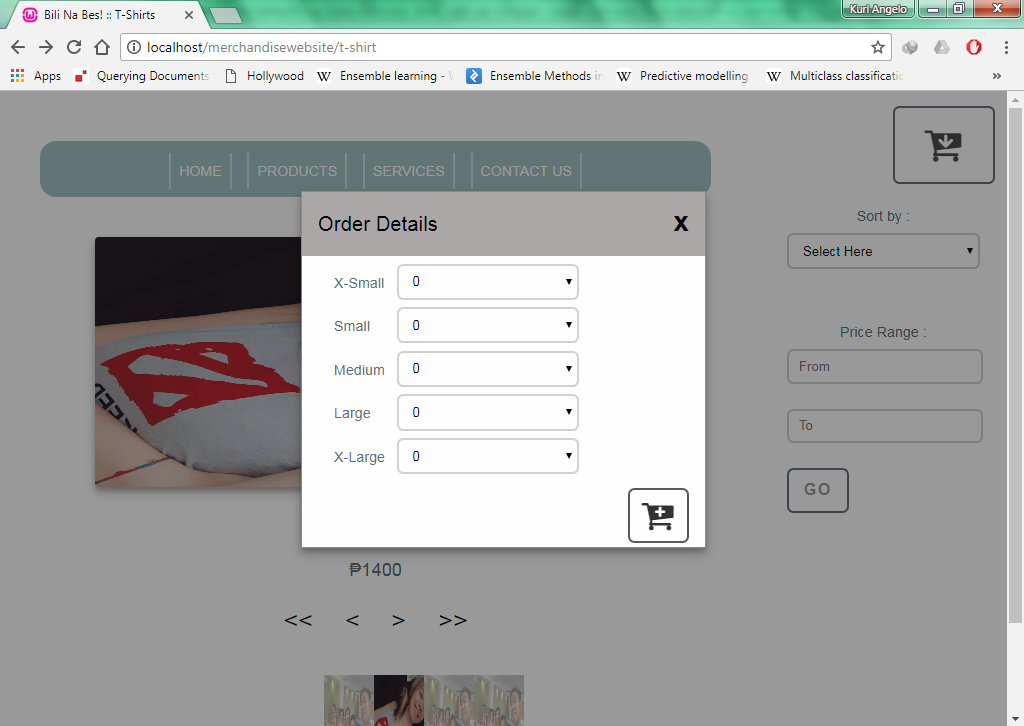 Bili Na Bes! :: T-Shirts
Kuri Angelo
localhost/merchandisewebsite/t-shirt
Apps
Querying Documents
Hollywood
W
Ensemble learning -
Ensemble Methods in
W
Predictive modelling
W
Multiclass classificatio
»
HOME
PRODUCTS
SERVICES
CONTACT US
Sort by :
Select Here
Price Range :
From
To
GO
Order Details
X
X-Small
0
Small
0
Medium
0
Large
0
X-Large
0
₱1400
<< < > >>